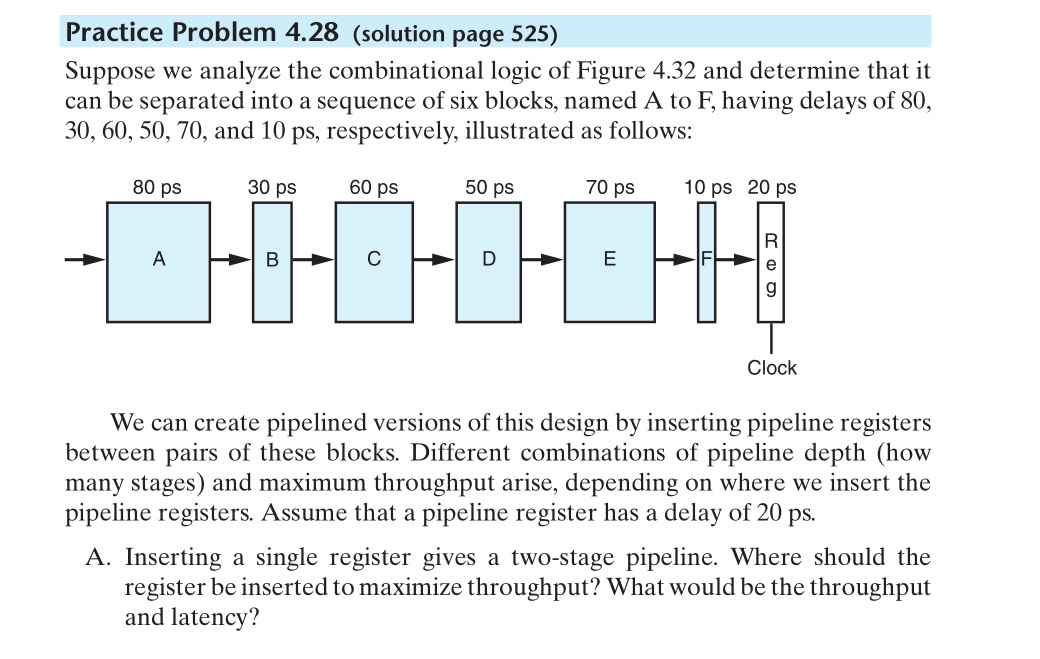 Practice Problem 4.28 (solution page 525)
Suppose we analyze the combinational logic of Figure 4.32 and determine that it
can be separated into a sequence of six blocks, named A to F, having delays of 80,
30, 60, 50, 70, and 10 ps, respectively, illustrated as follows:
80 ps 30 ps 60 ps 50 ps 70 ps 10 ps 20 ps
A B C D E F Reg
Clock
We can create pipelined versions of this design by inserting pipeline registers
between pairs of these blocks. Different combinations of pipeline depth (how
many stages) and maximum throughput arise, depending on where we insert the
pipeline registers. Assume that a pipeline register has a delay of 20 ps.
A. Inserting a single register gives a two-stage pipeline. Where should the
register be inserted to maximize throughput? What would be the throughput
and latency?